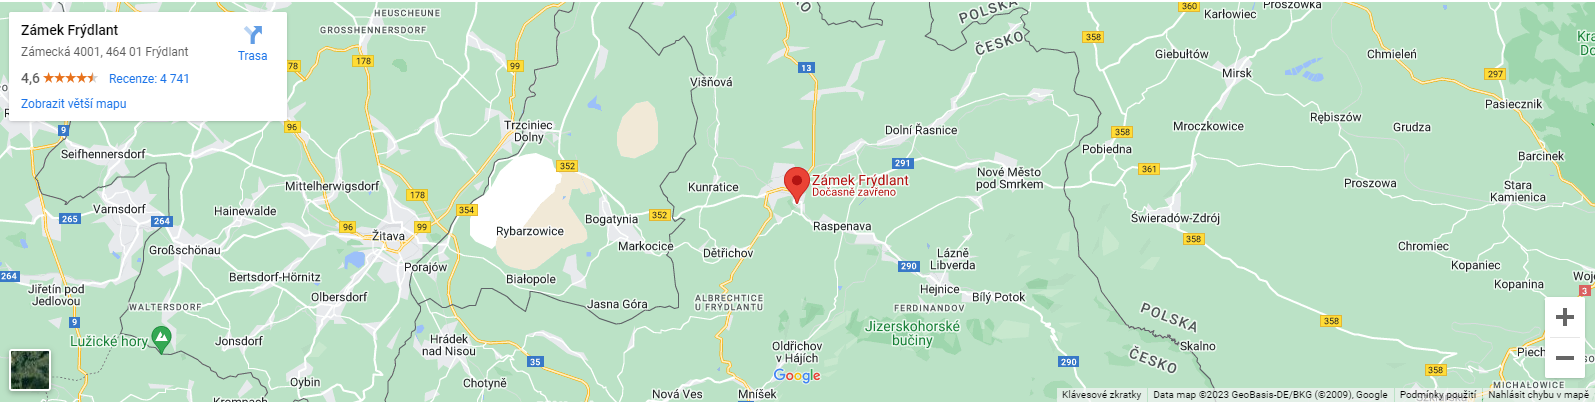 Zámek Frýdlant
Zámecká 4001, 464 01 Frýdlant
4,6
Recenze: 4 741
Zobrazit větší mapu
Trasa
HEUSCHEUNE
GROSSHENNERSDORF
POLSKA
ČESKO
Karłowiec
Proszówka
360
358
178
99
78
13
Višňová
Giebułtów
Mirsk
Chmieleń
297
Pasiecznik
9
96
Trzciniec
Dolny
Dolní Řasnice
358
Mroczkowice
Rębiszów
Grudza
Seifhennersdorf
352
291
Pobiedna
361
Barcinek
Mittelherwigsdorf
178
Kunratice
Zámek Frýdlant
Dočasně zavřeno
Nové Město
pod Smrkem
Proszowa
Stara
Kamienica
Varnsdorf
265
264
Hainewalde
354
Bogatynia
352
Świeradów-Zdrój
96
99
Žitava
Rybarzowice
Raspenava
358
Großschönau
Markocice
Dětřichov
Lázně
Libverda
Chromiec
264
Bertsdorf-Hörnitz
Porajów
Białopole
290
Kopaniec
Jiřetín pod
Jedlovou
Olbersdorf
Hejnice
Bílý Potok
Kopanina
3
WALTERSDORF
Jasna Góra
ALBRECHTICE
U FRÝDLANTU
FERDINANDOV
POLSKA
9
358
Lužické hory
Jonsdorf
Hrádek
nad Nisou
Jizerskohorské
bučiny
Skalno
Oldřichov
v Hájích
ČESKO
35
290
358
Oybin
Chotyně
Google
Nová Ves
Mníšek
MICHAŁOWICE
Klávesové zkratky
Data map ©2023 GeoBasis-DE/BKG (©2009), Google
Podmínky použití
Nahlásit chybu v mapě